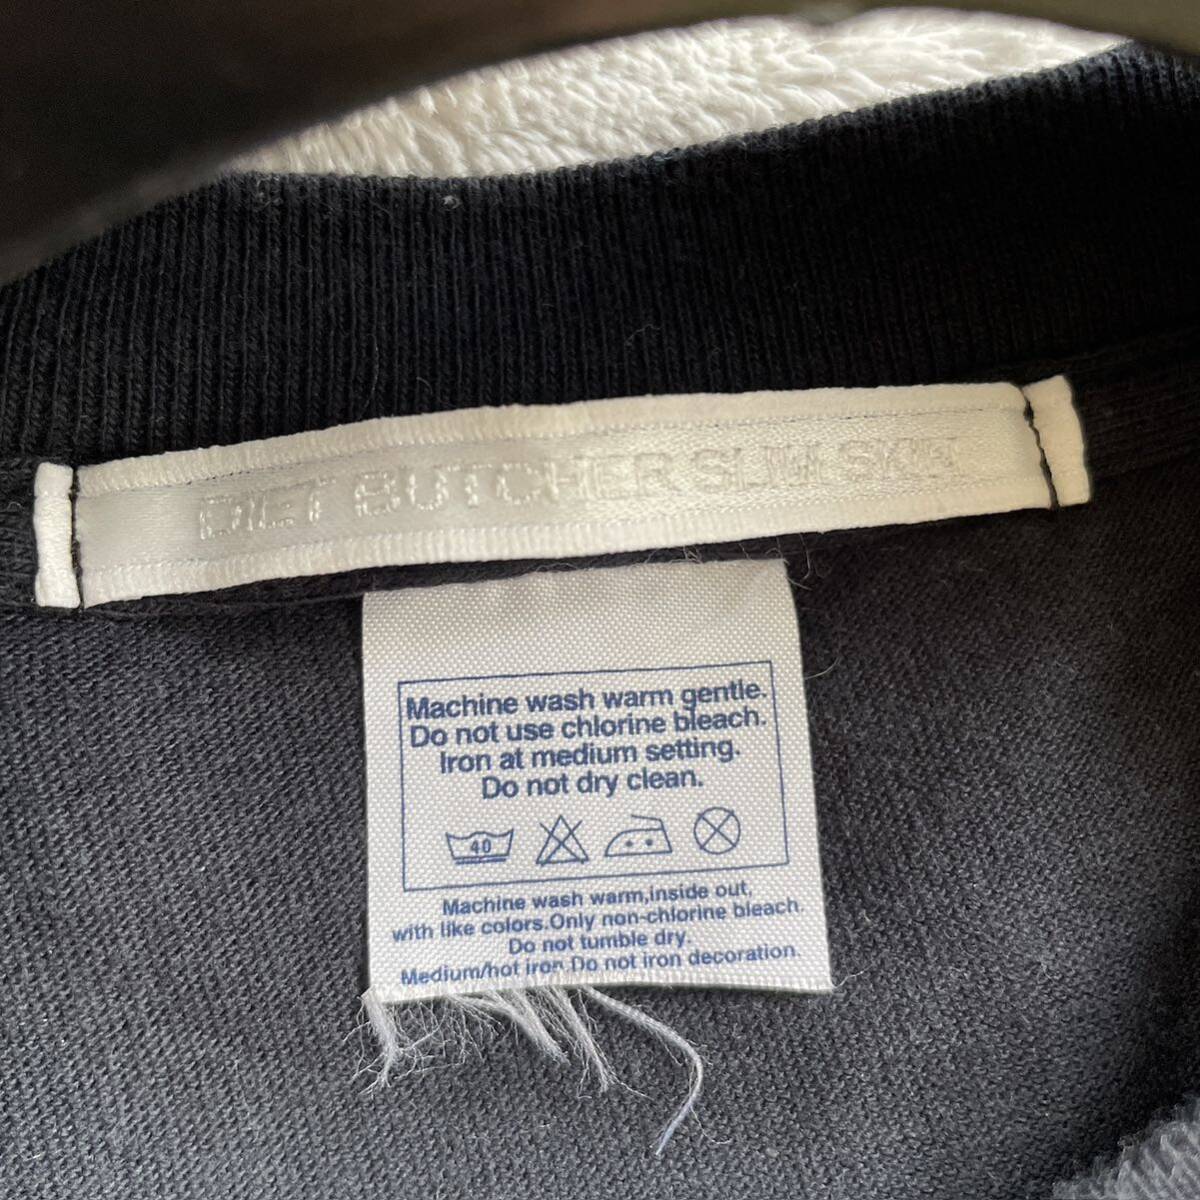 DIET BUTCHER SLIM SKIN
Machine wash warm gentle.
Do not use chlorine bleach.
Iron at medium setting.
Do not dry clean.
40
Machine wash warm,inside out,
with like colors.Only non-chlorine bleach.
Do not tumble dry.
Medium/hot iron.Do not iron decoration.